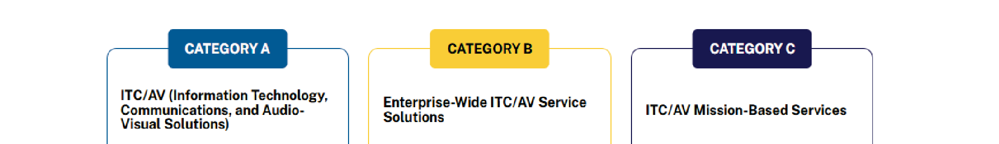 CATEGORY A
ITC/AV (Information Technology,
Communications, and Audio-
Visual Solutions)
CATEGORY B
Enterprise-Wide ITC/AV Service
Solutions
CATEGORY C
ITC/AV Mission-Based Services